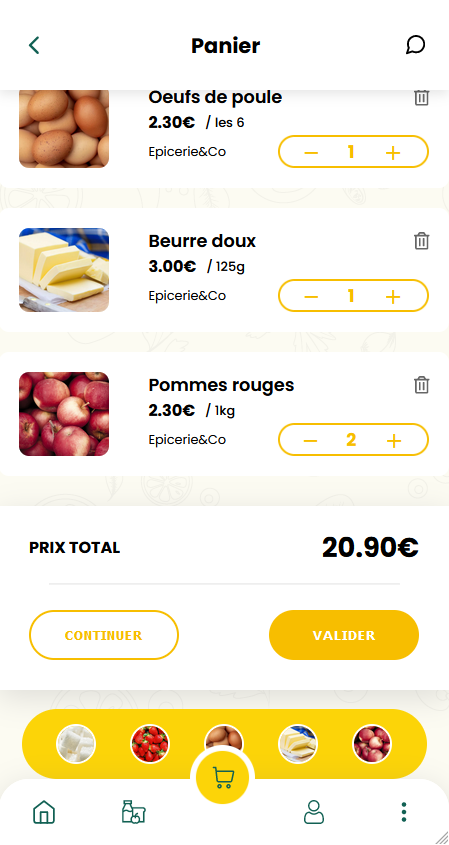 Panier
Oeufs de poule
2.30€ / les 6
Epicerie&Co
1
Beurre doux
3.00€ / 125g
Epicerie&Co
1
Pommes rouges
2.30€ / 1kg
Epicerie&Co
2
PRIX TOTAL
20.90€
CONTINUER
VALIDER